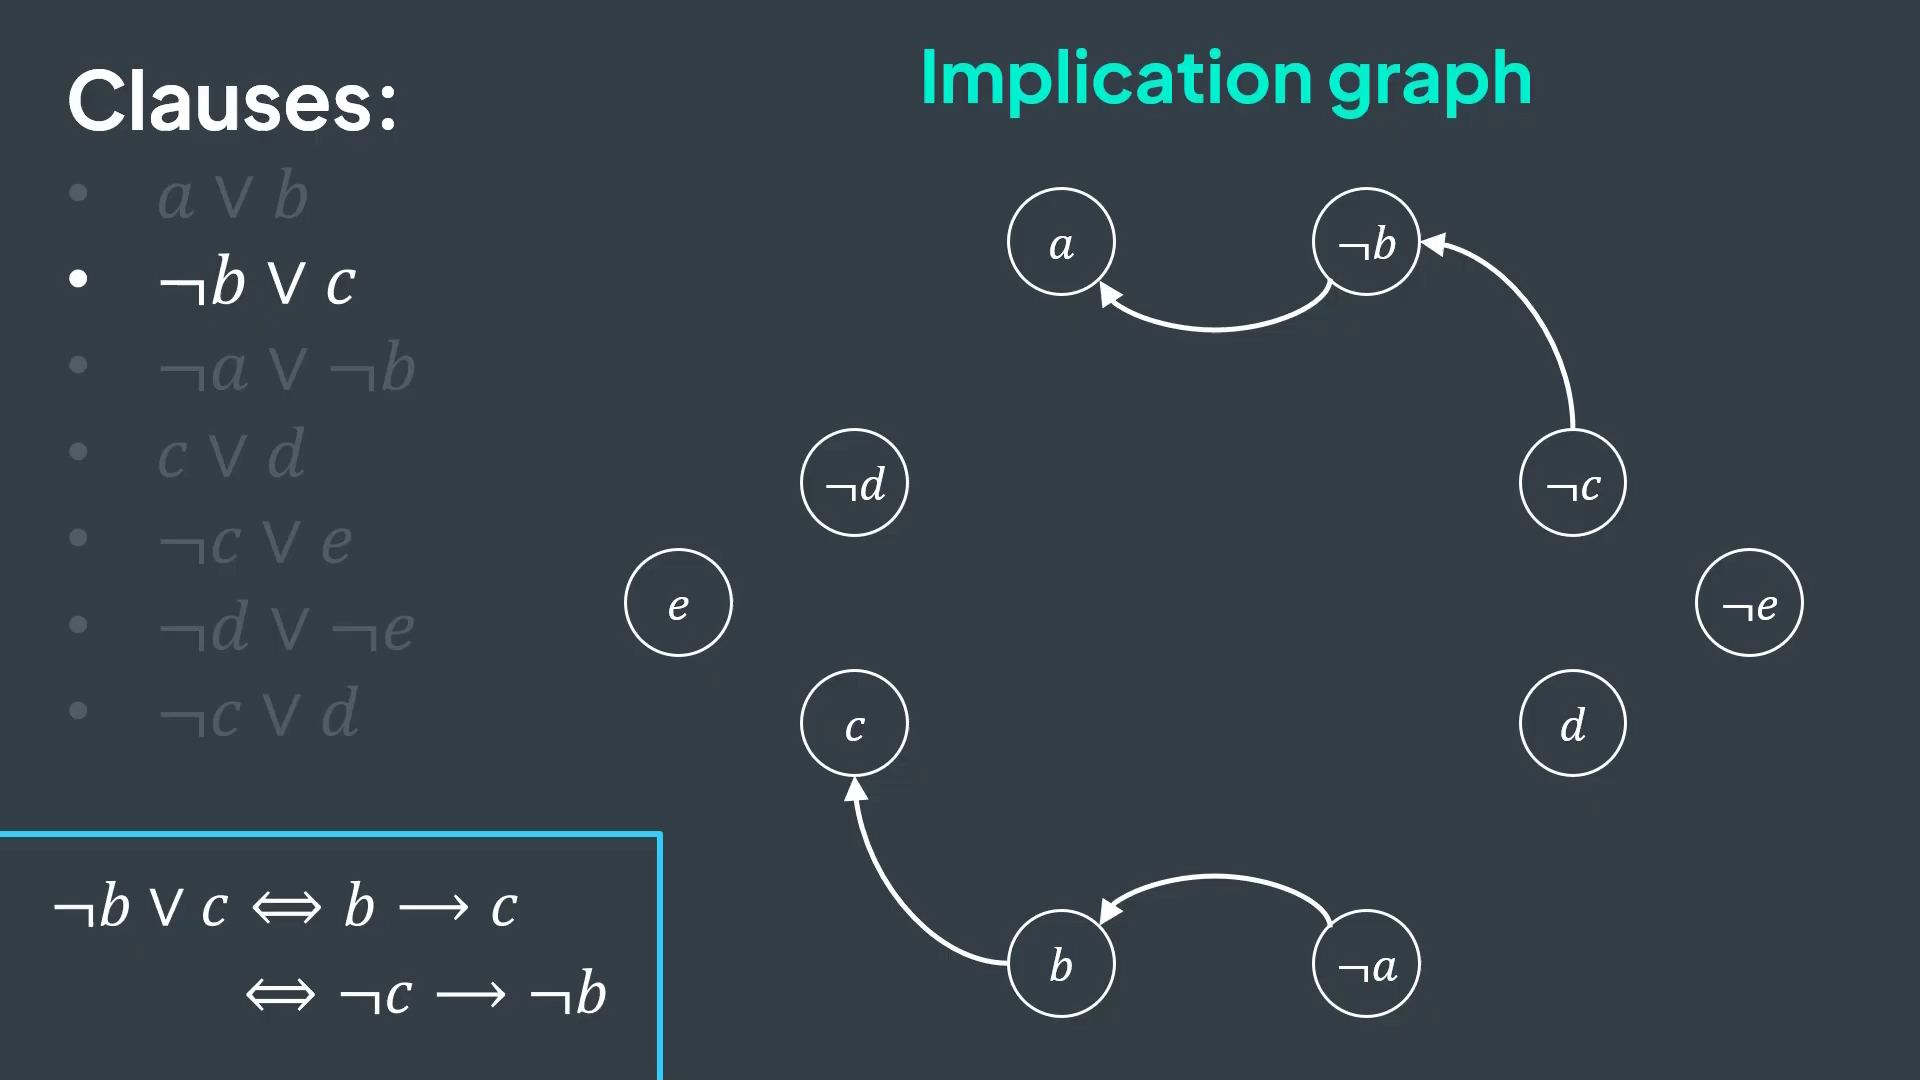 Clauses:
• a ∨ b
• ¬b ∨ c
• ¬a ∨ ¬b
• c ∨ d
• ¬c ∨ e
• ¬d ∨ ¬e
• ¬c ∨ d
¬b ∨ c ⟺ b ⟶ c
⟺ ¬c ⟶ ¬b
Implication graph
a
¬b
¬d
¬c
e
¬e
c
d
b
¬a